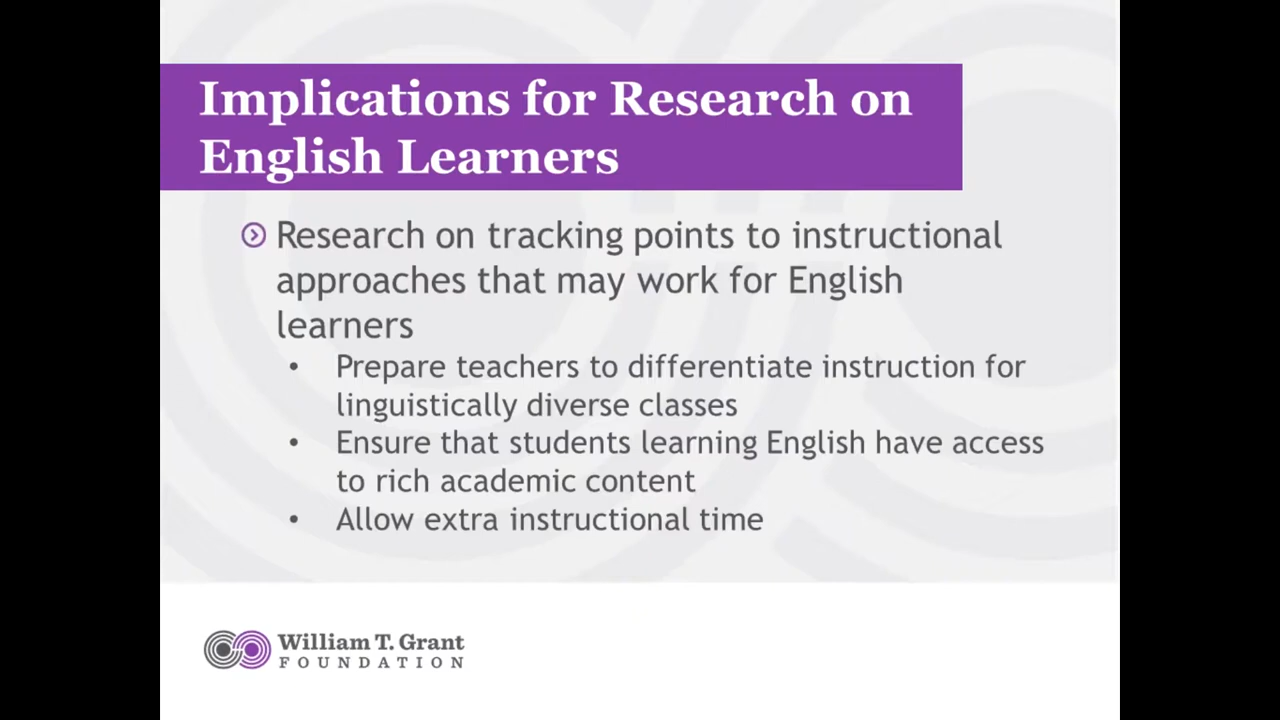 Implications for Research on
English Learners
Research on tracking points to instructional
approaches that may work for English
learners
• Prepare teachers to differentiate instruction for
linguistically diverse classes
• Ensure that students learning English have access
to rich academic content
• Allow extra instructional time
William T. Grant
FOUNDATION